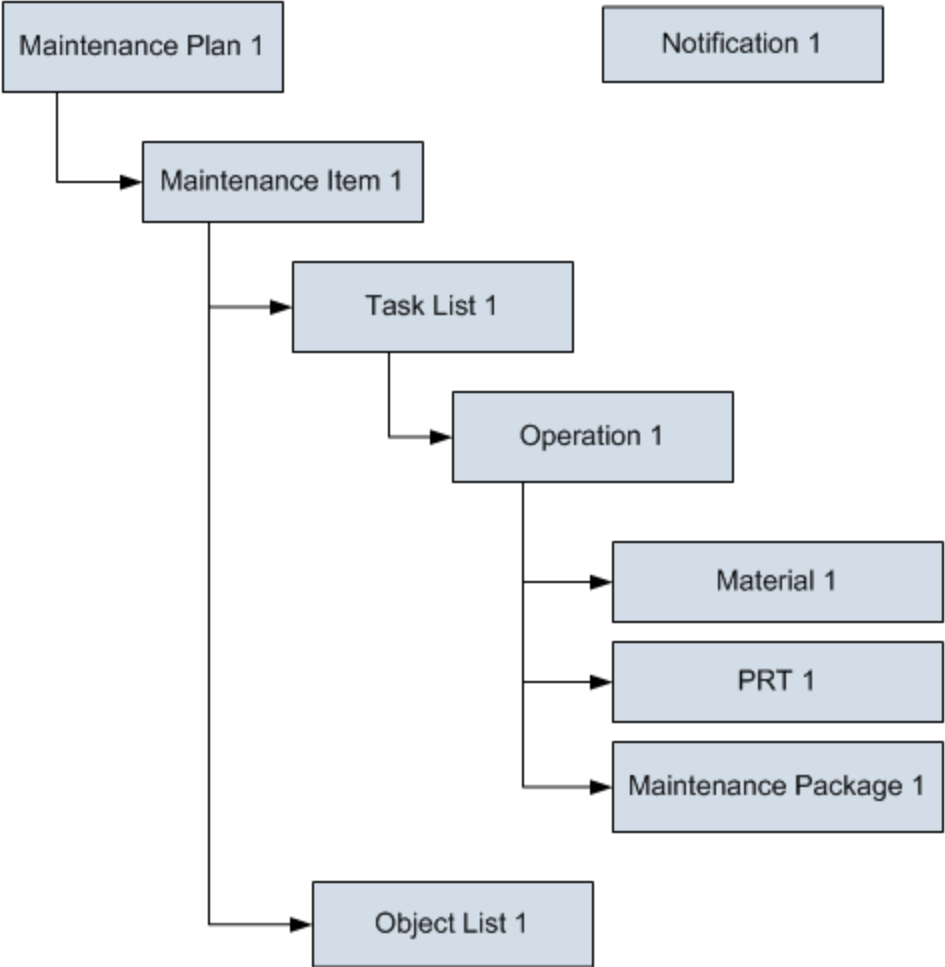 Maintenance Plan 1
Notification 1
Maintenance Item 1
Task List 1
Operation 1
Material 1
PRT 1
Maintenance Package 1
Object List 1